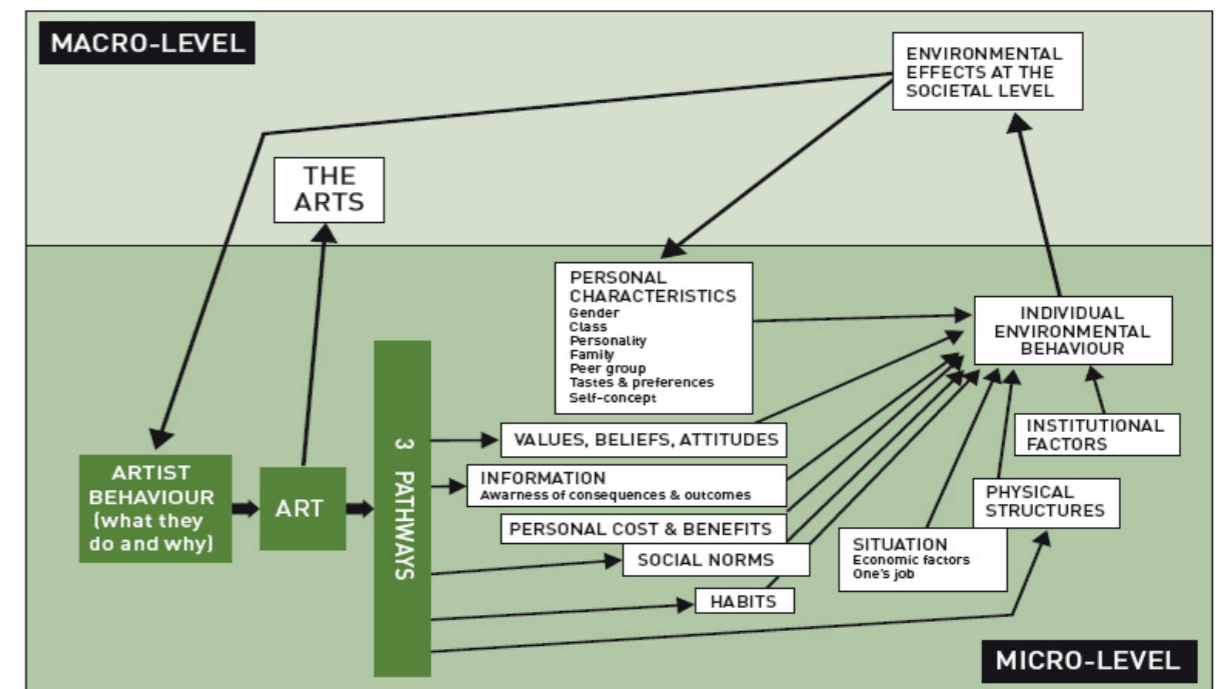 MACRO-LEVEL
ENVIRONMENTAL
EFFECTS AT THE
SOCIETAL LEVEL
THE
ARTS
PERSONAL
CHARACTERISTICS
Gender
Class
Personality
Family
Peer group
Tastes & preferences
Self-concept
INDIVIDUAL
ENVIRONMENTAL
BEHAVIOUR
INSTITUTIONAL
FACTORS
ARTIST
BEHAVIOUR
(what they
do and why)
ART
3 PATHWAYS
VALUES, BELIEFS, ATTITUDES
INFORMATION
Awarness of consequences & outcomes
PERSONAL COST & BENEFITS
SOCIAL NORMS
HABITS
PHYSICAL
STRUCTURES
SITUATION
Economic factors
One's job
MICRO-LEVEL